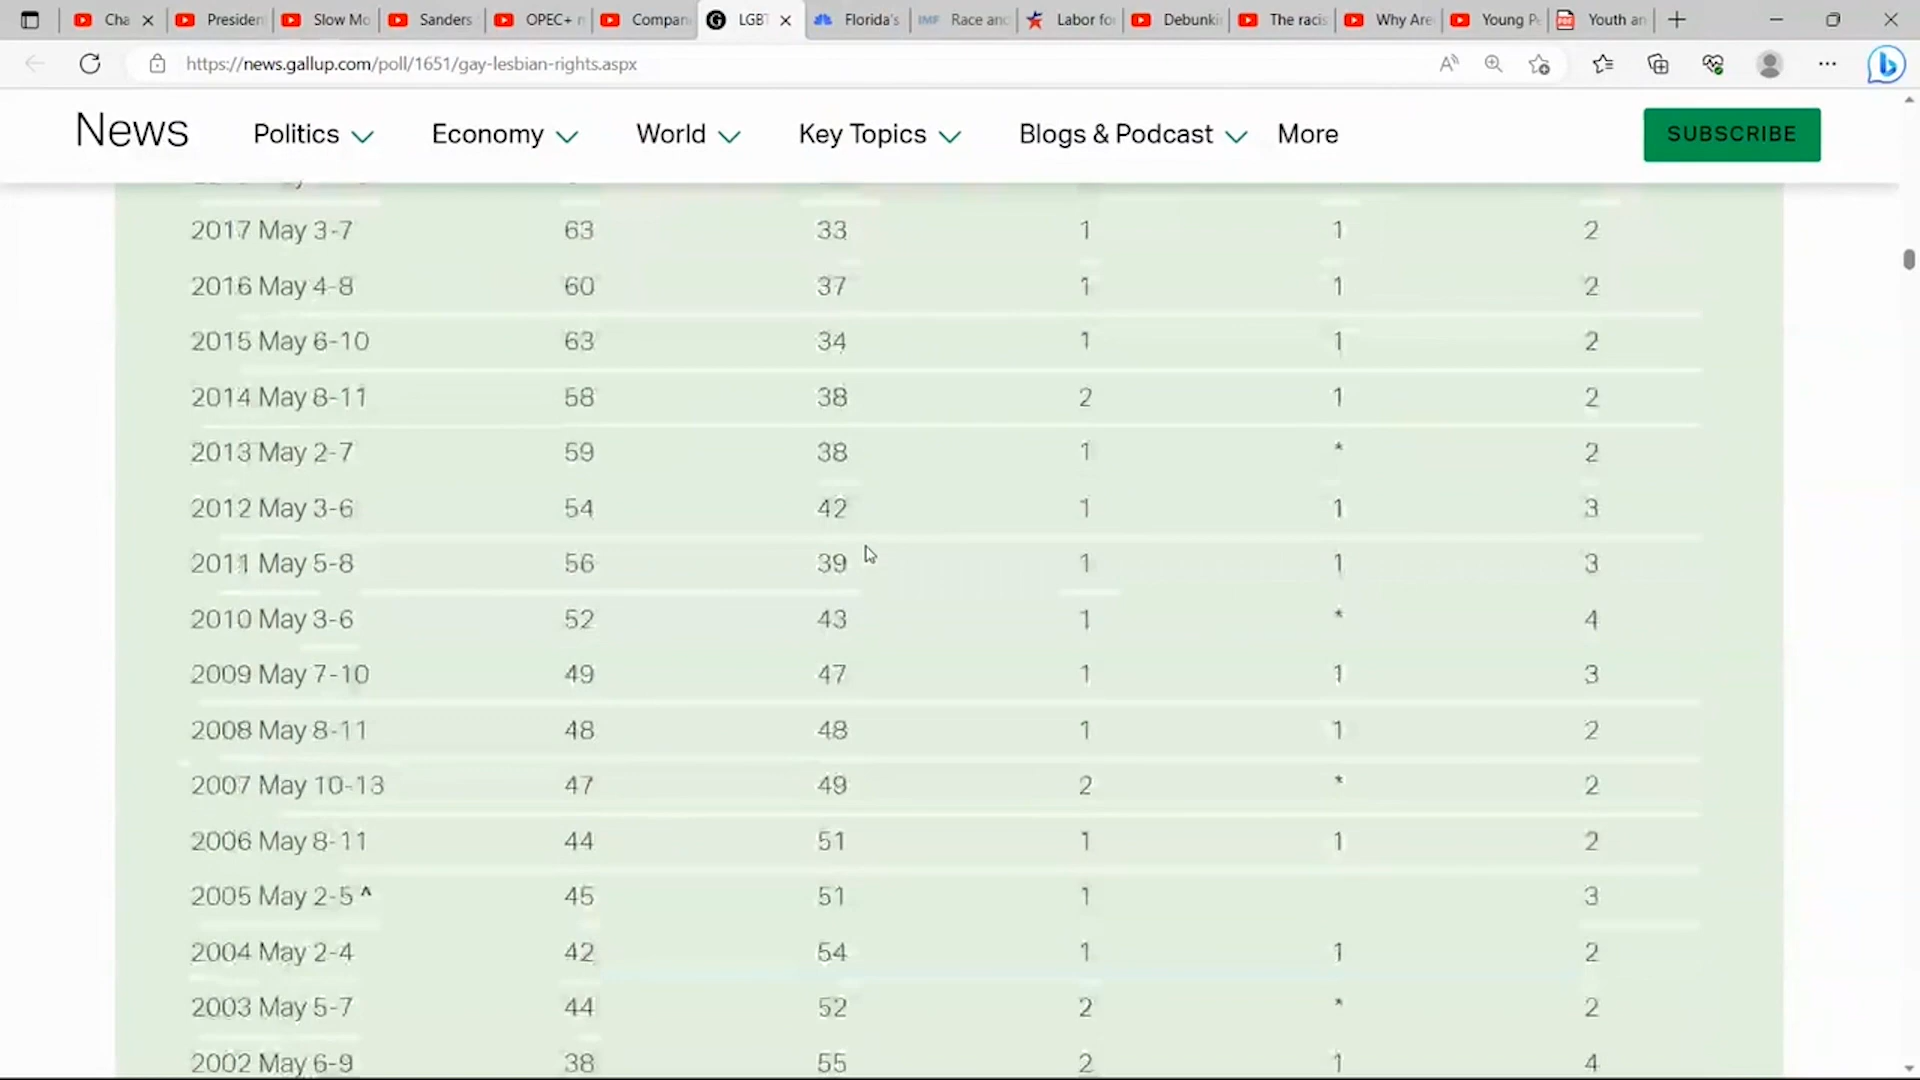 Cha
Presiden
Slow Mo
Sanders
OPEC+ n
Compan
LGBT
Florida's
IMF Race and
Labor fo
Debunki
The racis
Why Are
Young Pe
Youth an
https://news.gallup.com/poll/1651/gay-lesbian-rights.aspx
News Politics Economy World Key Topics Blogs & Podcast More SUBSCRIBE
2017 May 3-7 63 33 1 1 2
2016 May 4-8 60 37 1 1 2
2015 May 6-10 63 34 1 1 2
2014 May 8-11 58 38 2 1 2
2013 May 2-7 59 38 1 * 2
2012 May 3-6 54 42 1 1 3
2011 May 5-8 56 39 1 1 3
2010 May 3-6 52 43 1 * 4
2009 May 7-10 49 47 1 1 3
2008 May 8-11 48 48 1 1 2
2007 May 10-13 47 49 2 * 2
2006 May 8-11 44 51 1 1 2
2005 May 2-5 ^ 45 51 1 3
2004 May 2-4 42 54 1 1 2
2003 May 5-7 44 52 2 * 2
2002 May 6-9 38 55 2 1 4